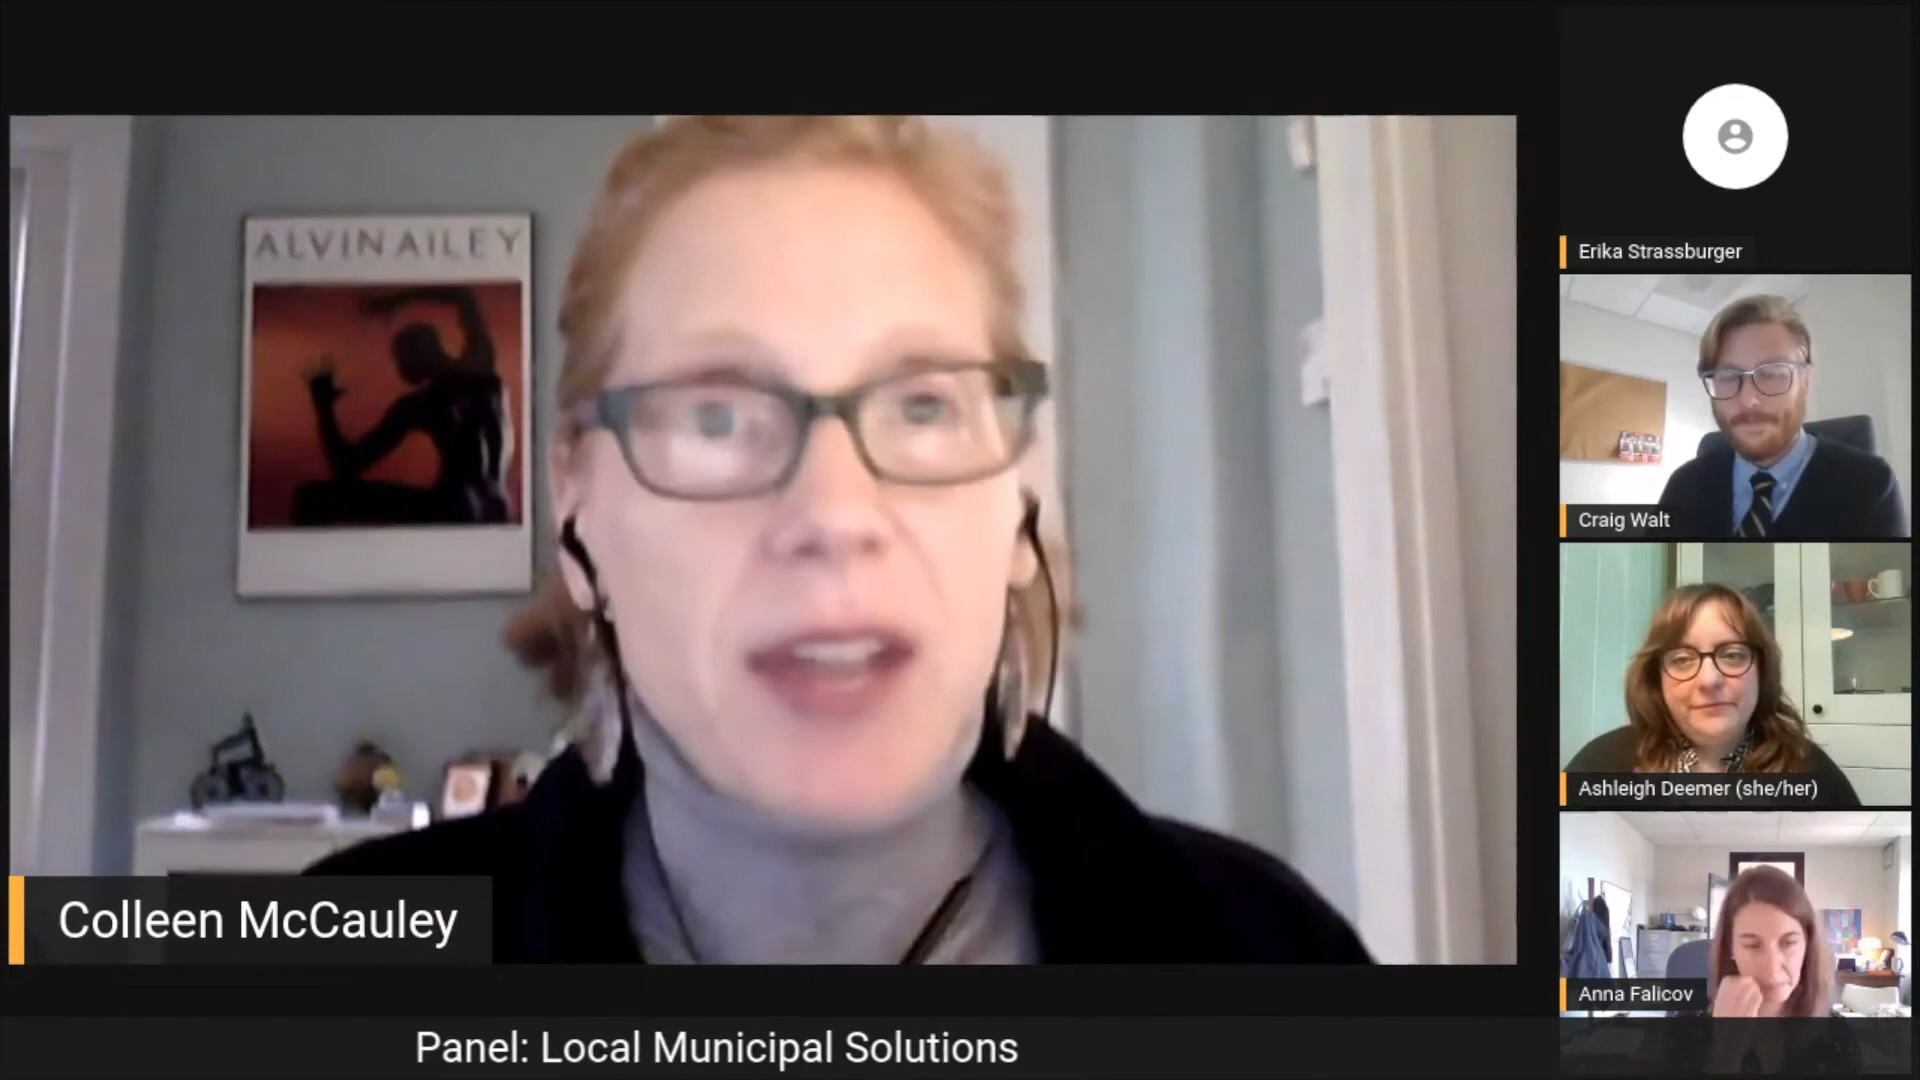 ALVIN AILEY
Colleen McCauley
Panel: Local Municipal Solutions
Erika Strassburger
Craig Walt
Ashleigh Deemer (she/her)
Anna Falicov